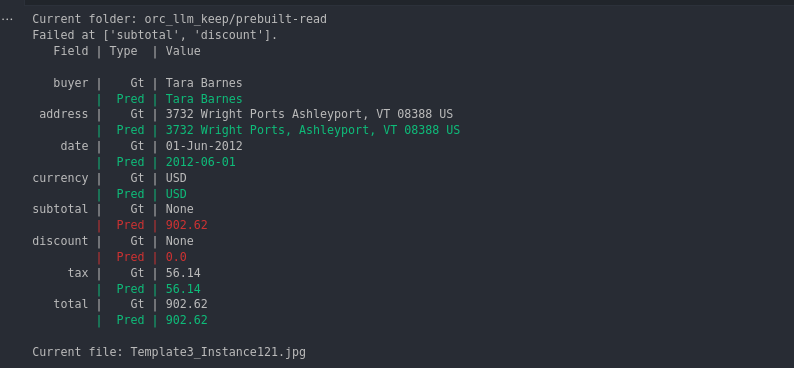 ... Current folder: orc_llm_keep/prebuilt-read
Failed at ['subtotal', 'discount'].
Field | Type | Value
buyer | Gt | Tara Barnes
| Pred | Tara Barnes
address | Gt | 3732 Wright Ports Ashleyport, VT 08388 US
| Pred | 3732 Wright Ports, Ashleyport, VT 08388 US
date | Gt | 01-Jun-2012
| Pred | 2012-06-01
currency | Gt | USD
| Pred | USD
subtotal | Gt | None
| Pred | 902.62
discount | Gt | None
| Pred | 0.0
tax | Gt | 56.14
| Pred | 56.14
total | Gt | 902.62
| Pred | 902.62
Current file: Template3_Instance121.jpg